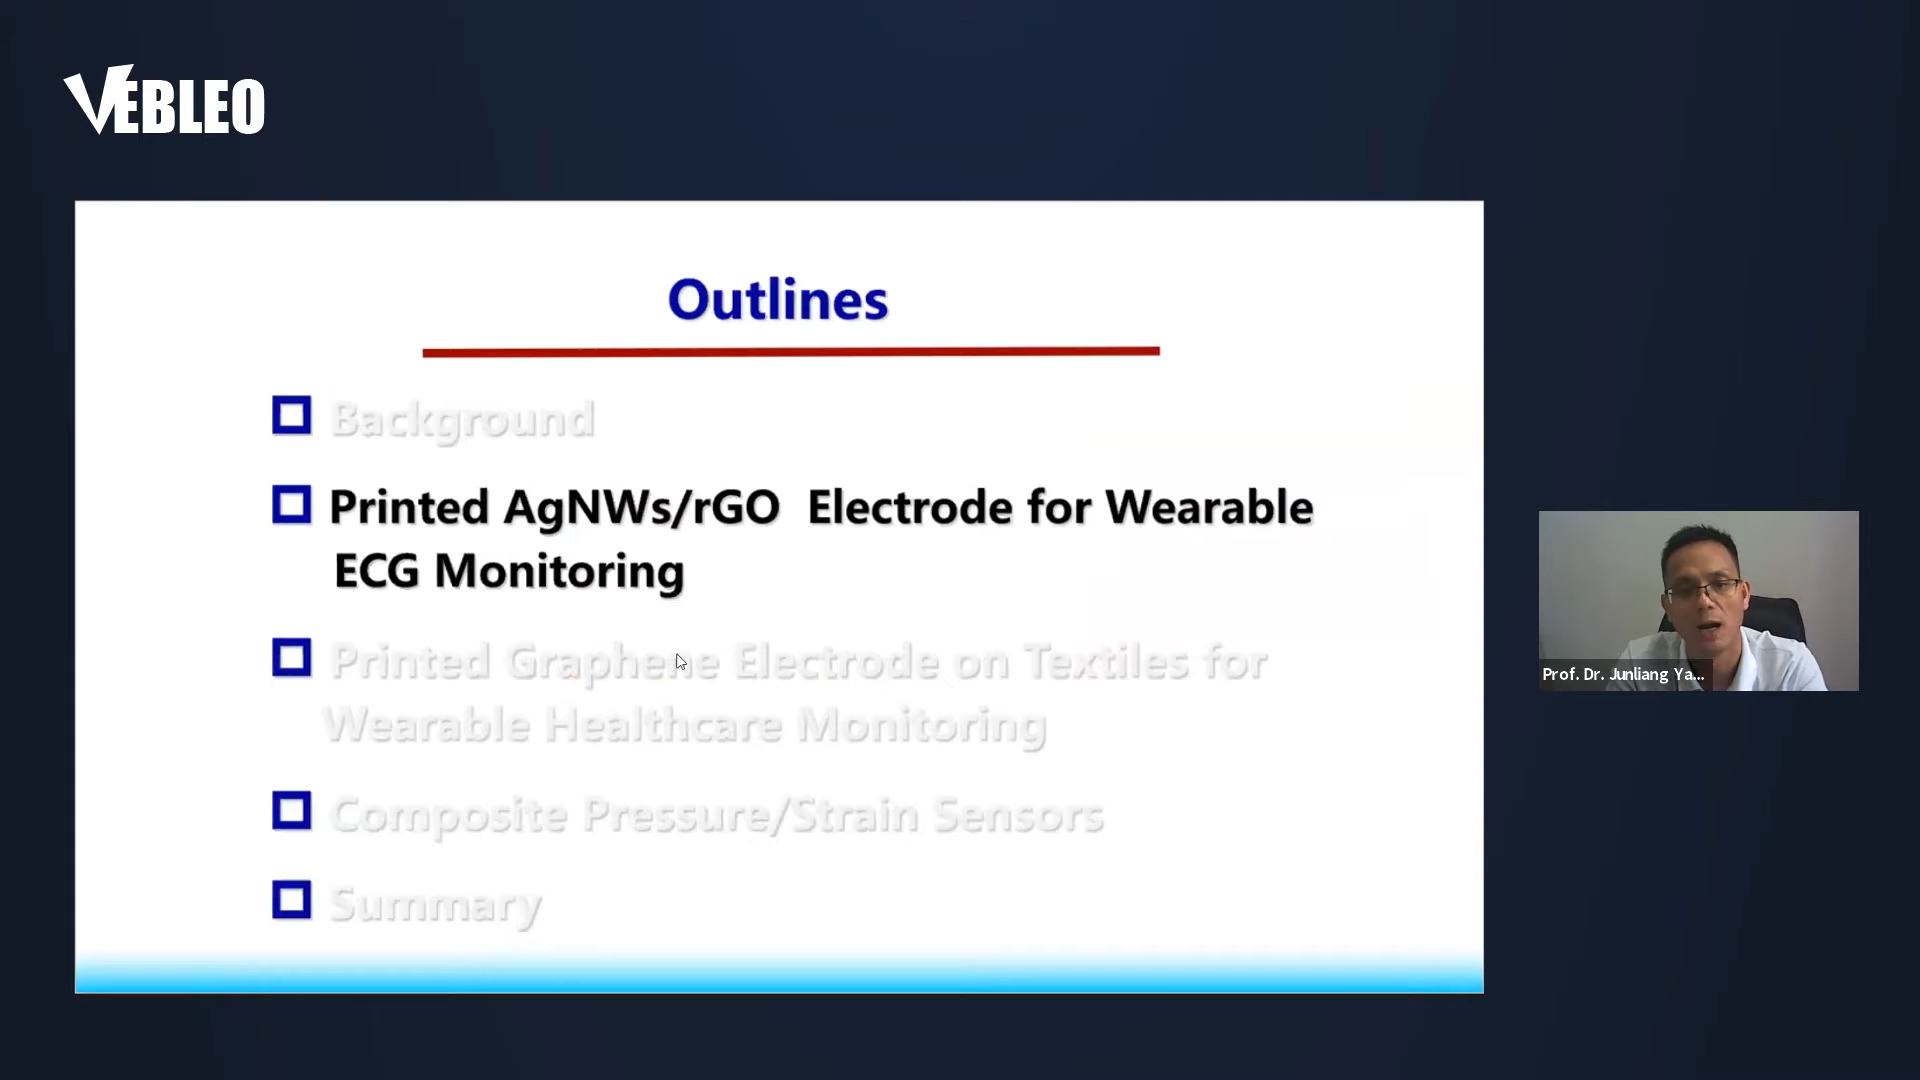 VEBLEO
Outlines
Background
Printed AgNWs/rGO Electrode for Wearable
ECG Monitoring
Printed Graphene Electrode on Textiles for
Wearable Healthcare Monitoring
Composite Pressure/Strain Sensors
Summary
Prof. Dr. Junliang Ya...